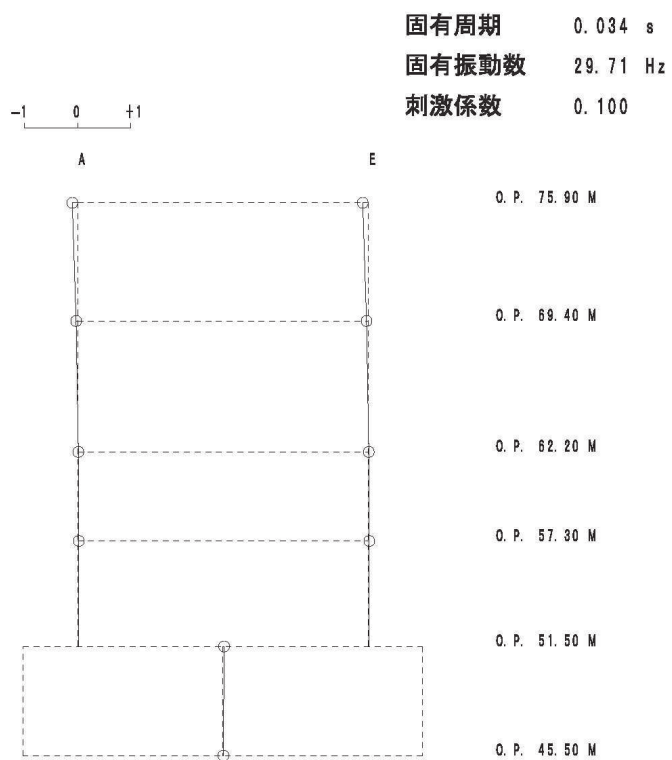 固有周期 0.034 s
固有振動数 29.71 Hz
刺激係数 0.100
-1 0 +1
A E
O.P. 75.90 M
O.P. 69.40 M
O.P. 62.20 M
O.P. 57.30 M
O.P. 51.50 M
O.P. 45.50 M